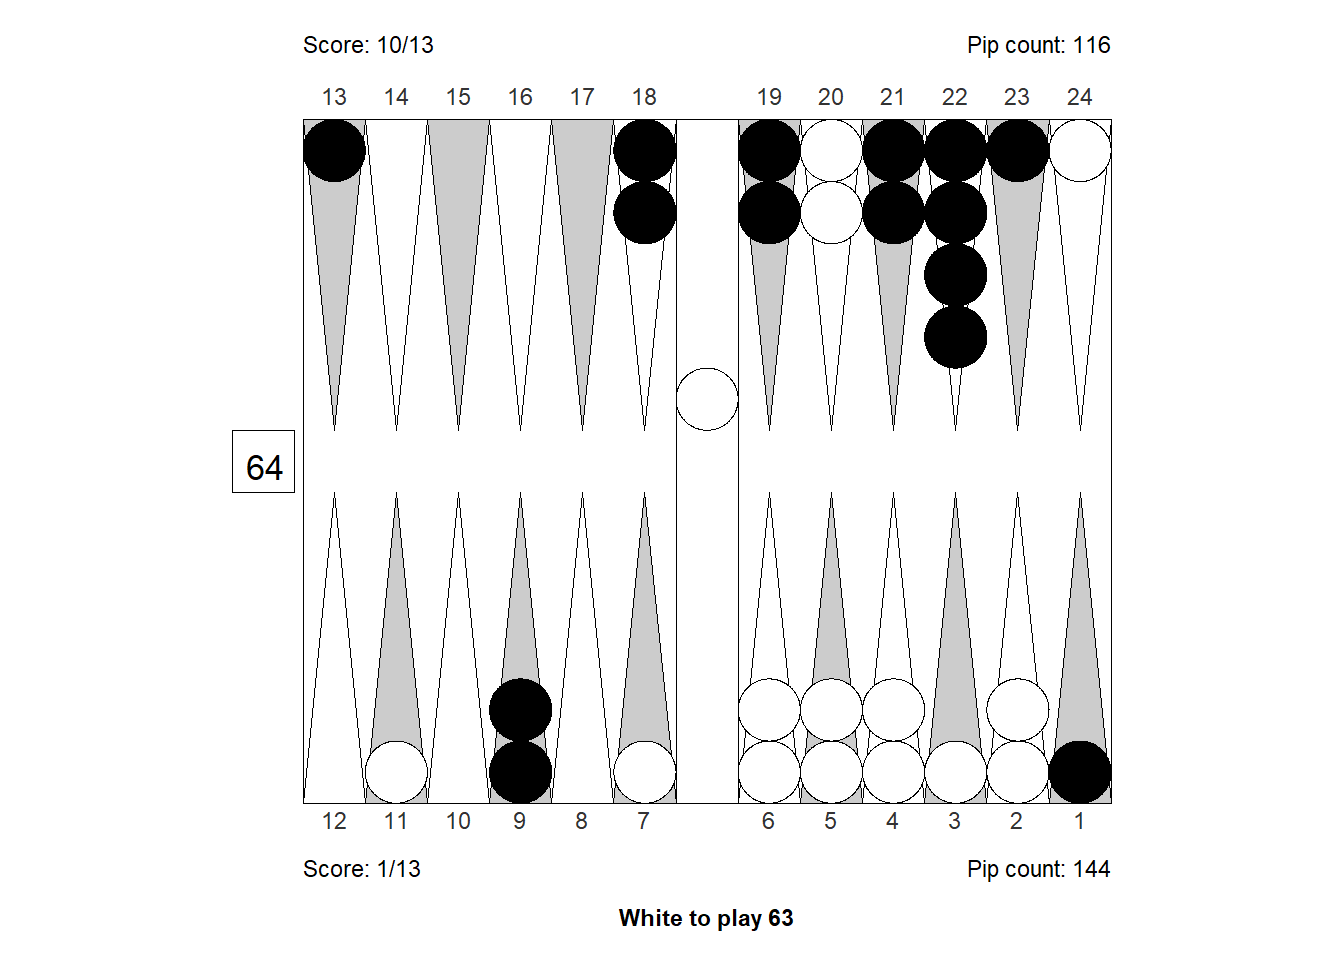 Score: 10/13 Pip count: 116
13 14 15 16 17 18 19 20 21 22 23 24
64
12 11 10 9 8 7 6 5 4 3 2 1
Score: 1/13 Pip count: 144
White to play 63